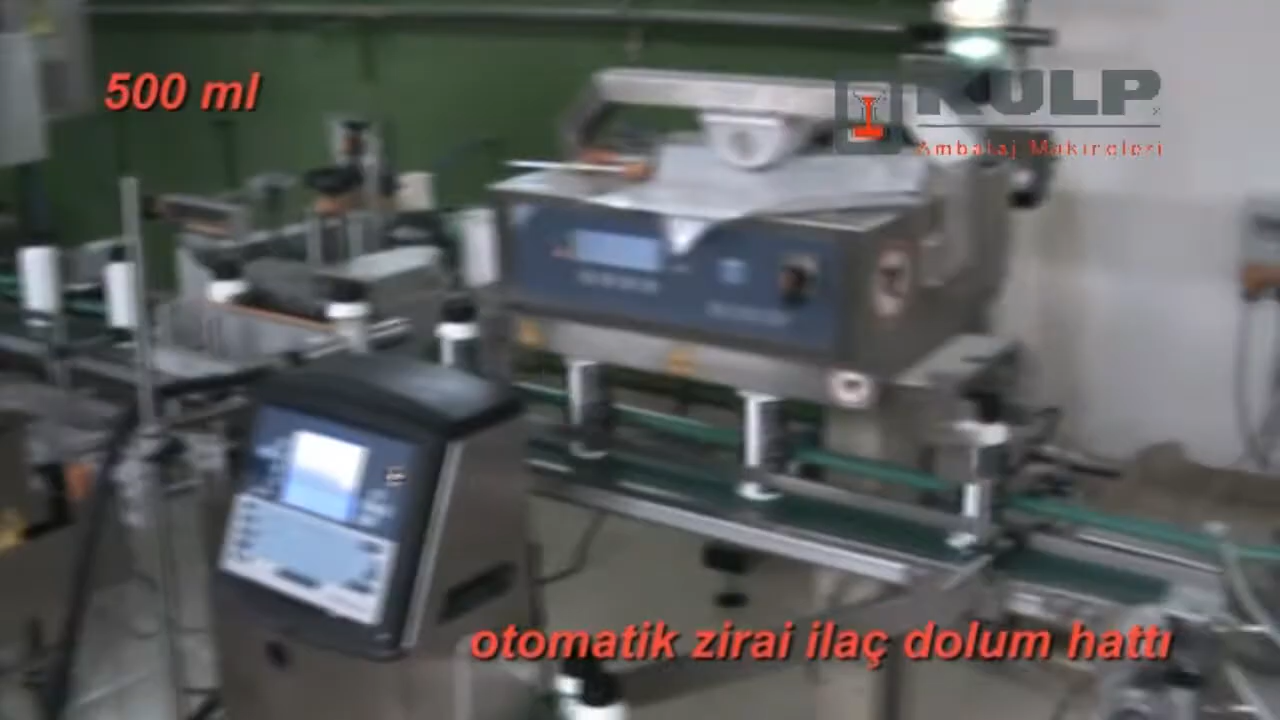 500 ml
KULP
Ambalaj Makineleri
otomatik zirai ilaç dolum hattı